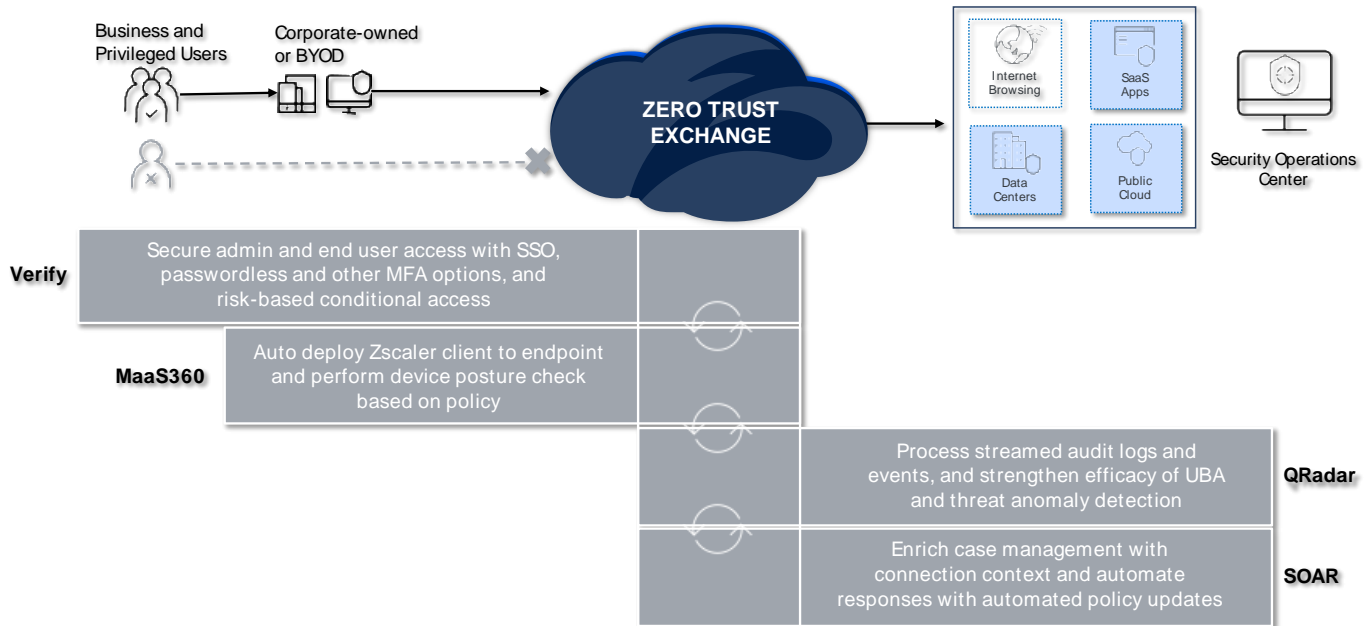 Business and
Privileged Users
Corporate-owned
or BYOD
ZERO TRUST
EXCHANGE
Internet
Browsing
SaaS
Apps
Data
Centers
Public
Cloud
Security Operations
Center
Verify
Secure admin and end user access with SSO,
passwordless and other MFA options, and
risk-based conditional access
MaaS360
Auto deploy Zscaler client to endpoint
and perform device posture check
based on policy
Process streamed audit logs and
events, and strengthen efficacy of UBA
and threat anomaly detection
QRadar
Enrich case management with
connection context and automate
responses with automated policy updates
SOAR